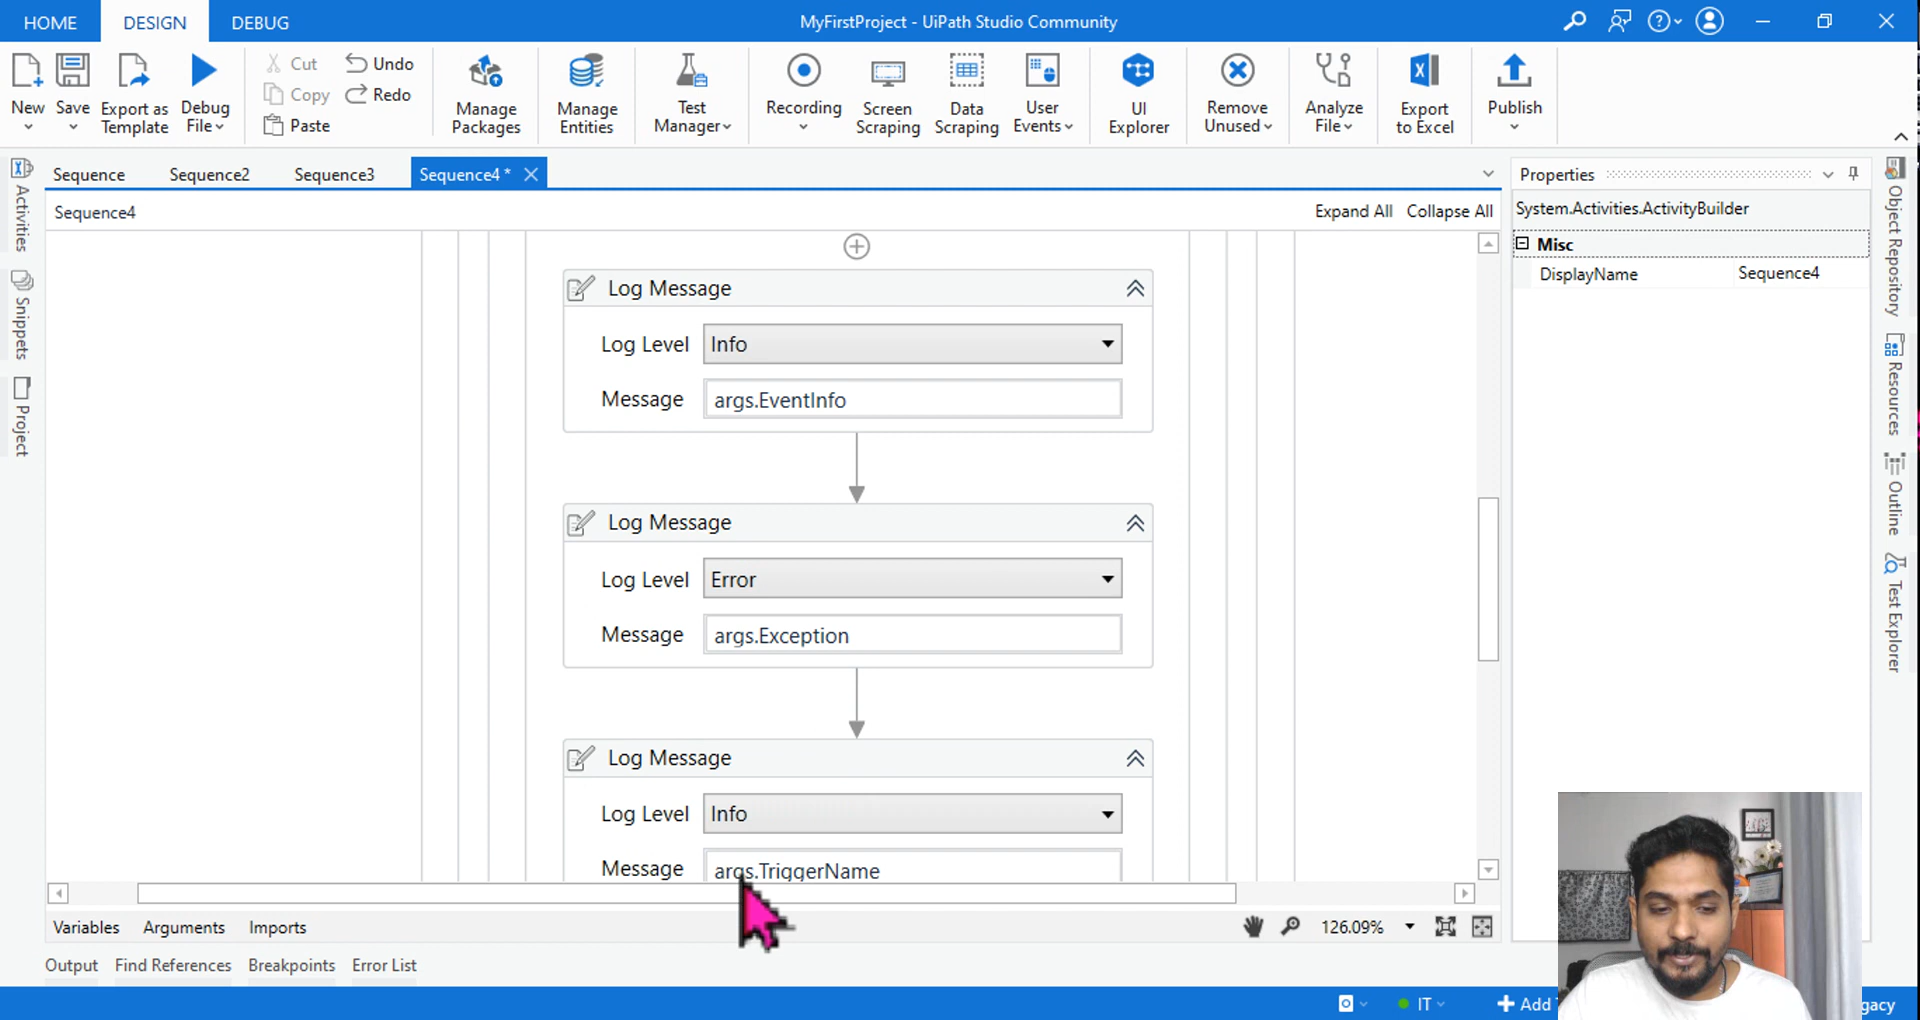 HOME DESIGN DEBUG MyFirstProject - UiPath Studio Community
New Save Export as Template Debug File
Cut Copy Paste Undo Redo
Manage Packages
Manage Entities
Test Manager
Recording
Screen Scraping
Data Scraping
User Events
UI Explorer
Remove Unused
Analyze File
Export to Excel
Publish
Sequence Sequence2 Sequence3 Sequence4 *
Sequence4 Expand All Collapse All
Activities
Snippets
Project
Log Message
Log Level Info
Message args.EventInfo
Log Message
Log Level Error
Message args.Exception
Log Message
Log Level Info
Message args.TriggerName
Properties
System.Activities.ActivityBuilder
Misc
DisplayName Sequence4
Object Repository
Resources
Outline
Test Explorer
Variables Arguments Imports 126.09%
Output Find References Breakpoints Error List
IT Add